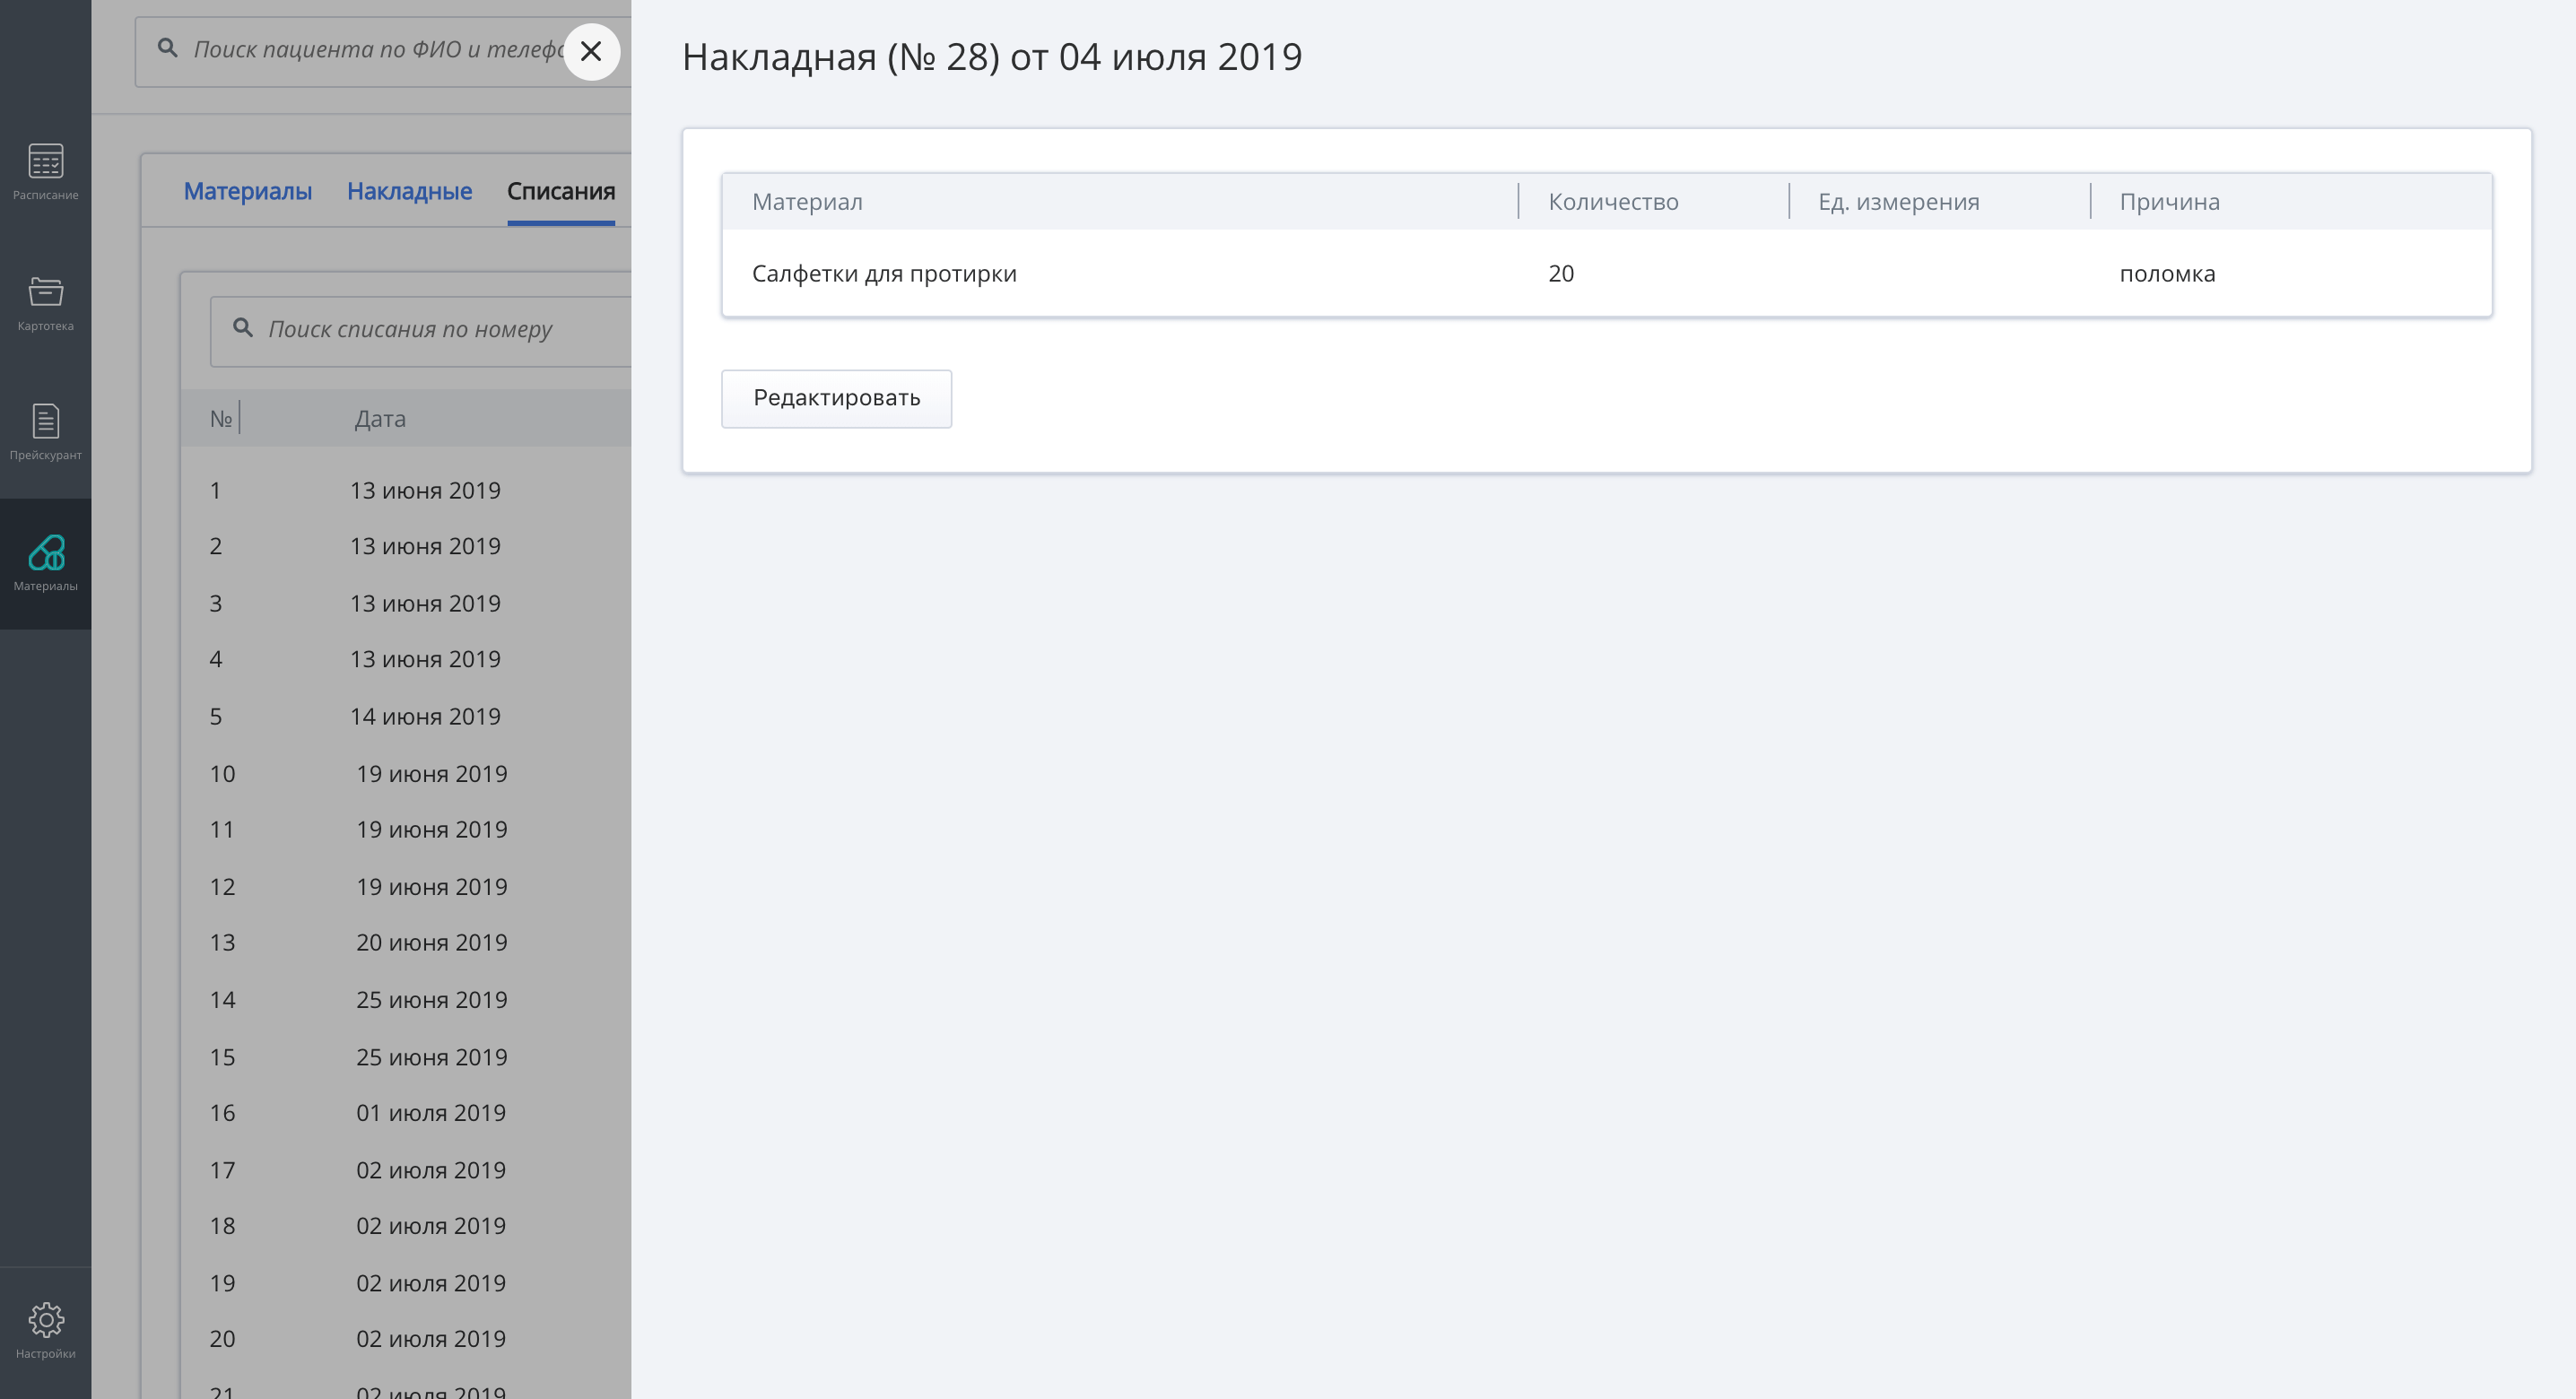 Расписание
Картотека
Прейскурант
Материалы
Настройки
Поиск пациента по ФИО и
Материалы Накладные Списания
Поиск списания по номеру
№ Дата
1 13 июня 2019
2 13 июня 2019
3 13 июня 2019
4 13 июня 2019
5 14 июня 2019
10 19 июня 2019
11 19 июня 2019
12 19 июня 2019
13 20 июня 2019
14 25 июня 2019
15 25 июня 2019
16 01 июля 2019
17 02 июля 2019
18 02 июля 2019
19 02 июля 2019
20 02 июля 2019
21 02 июля 2019
Накладная (№ 28) от 04 июля 2019
Материал Количество Ед. измерения Причина
Салфетки для протирки 20 поломка
Редактировать